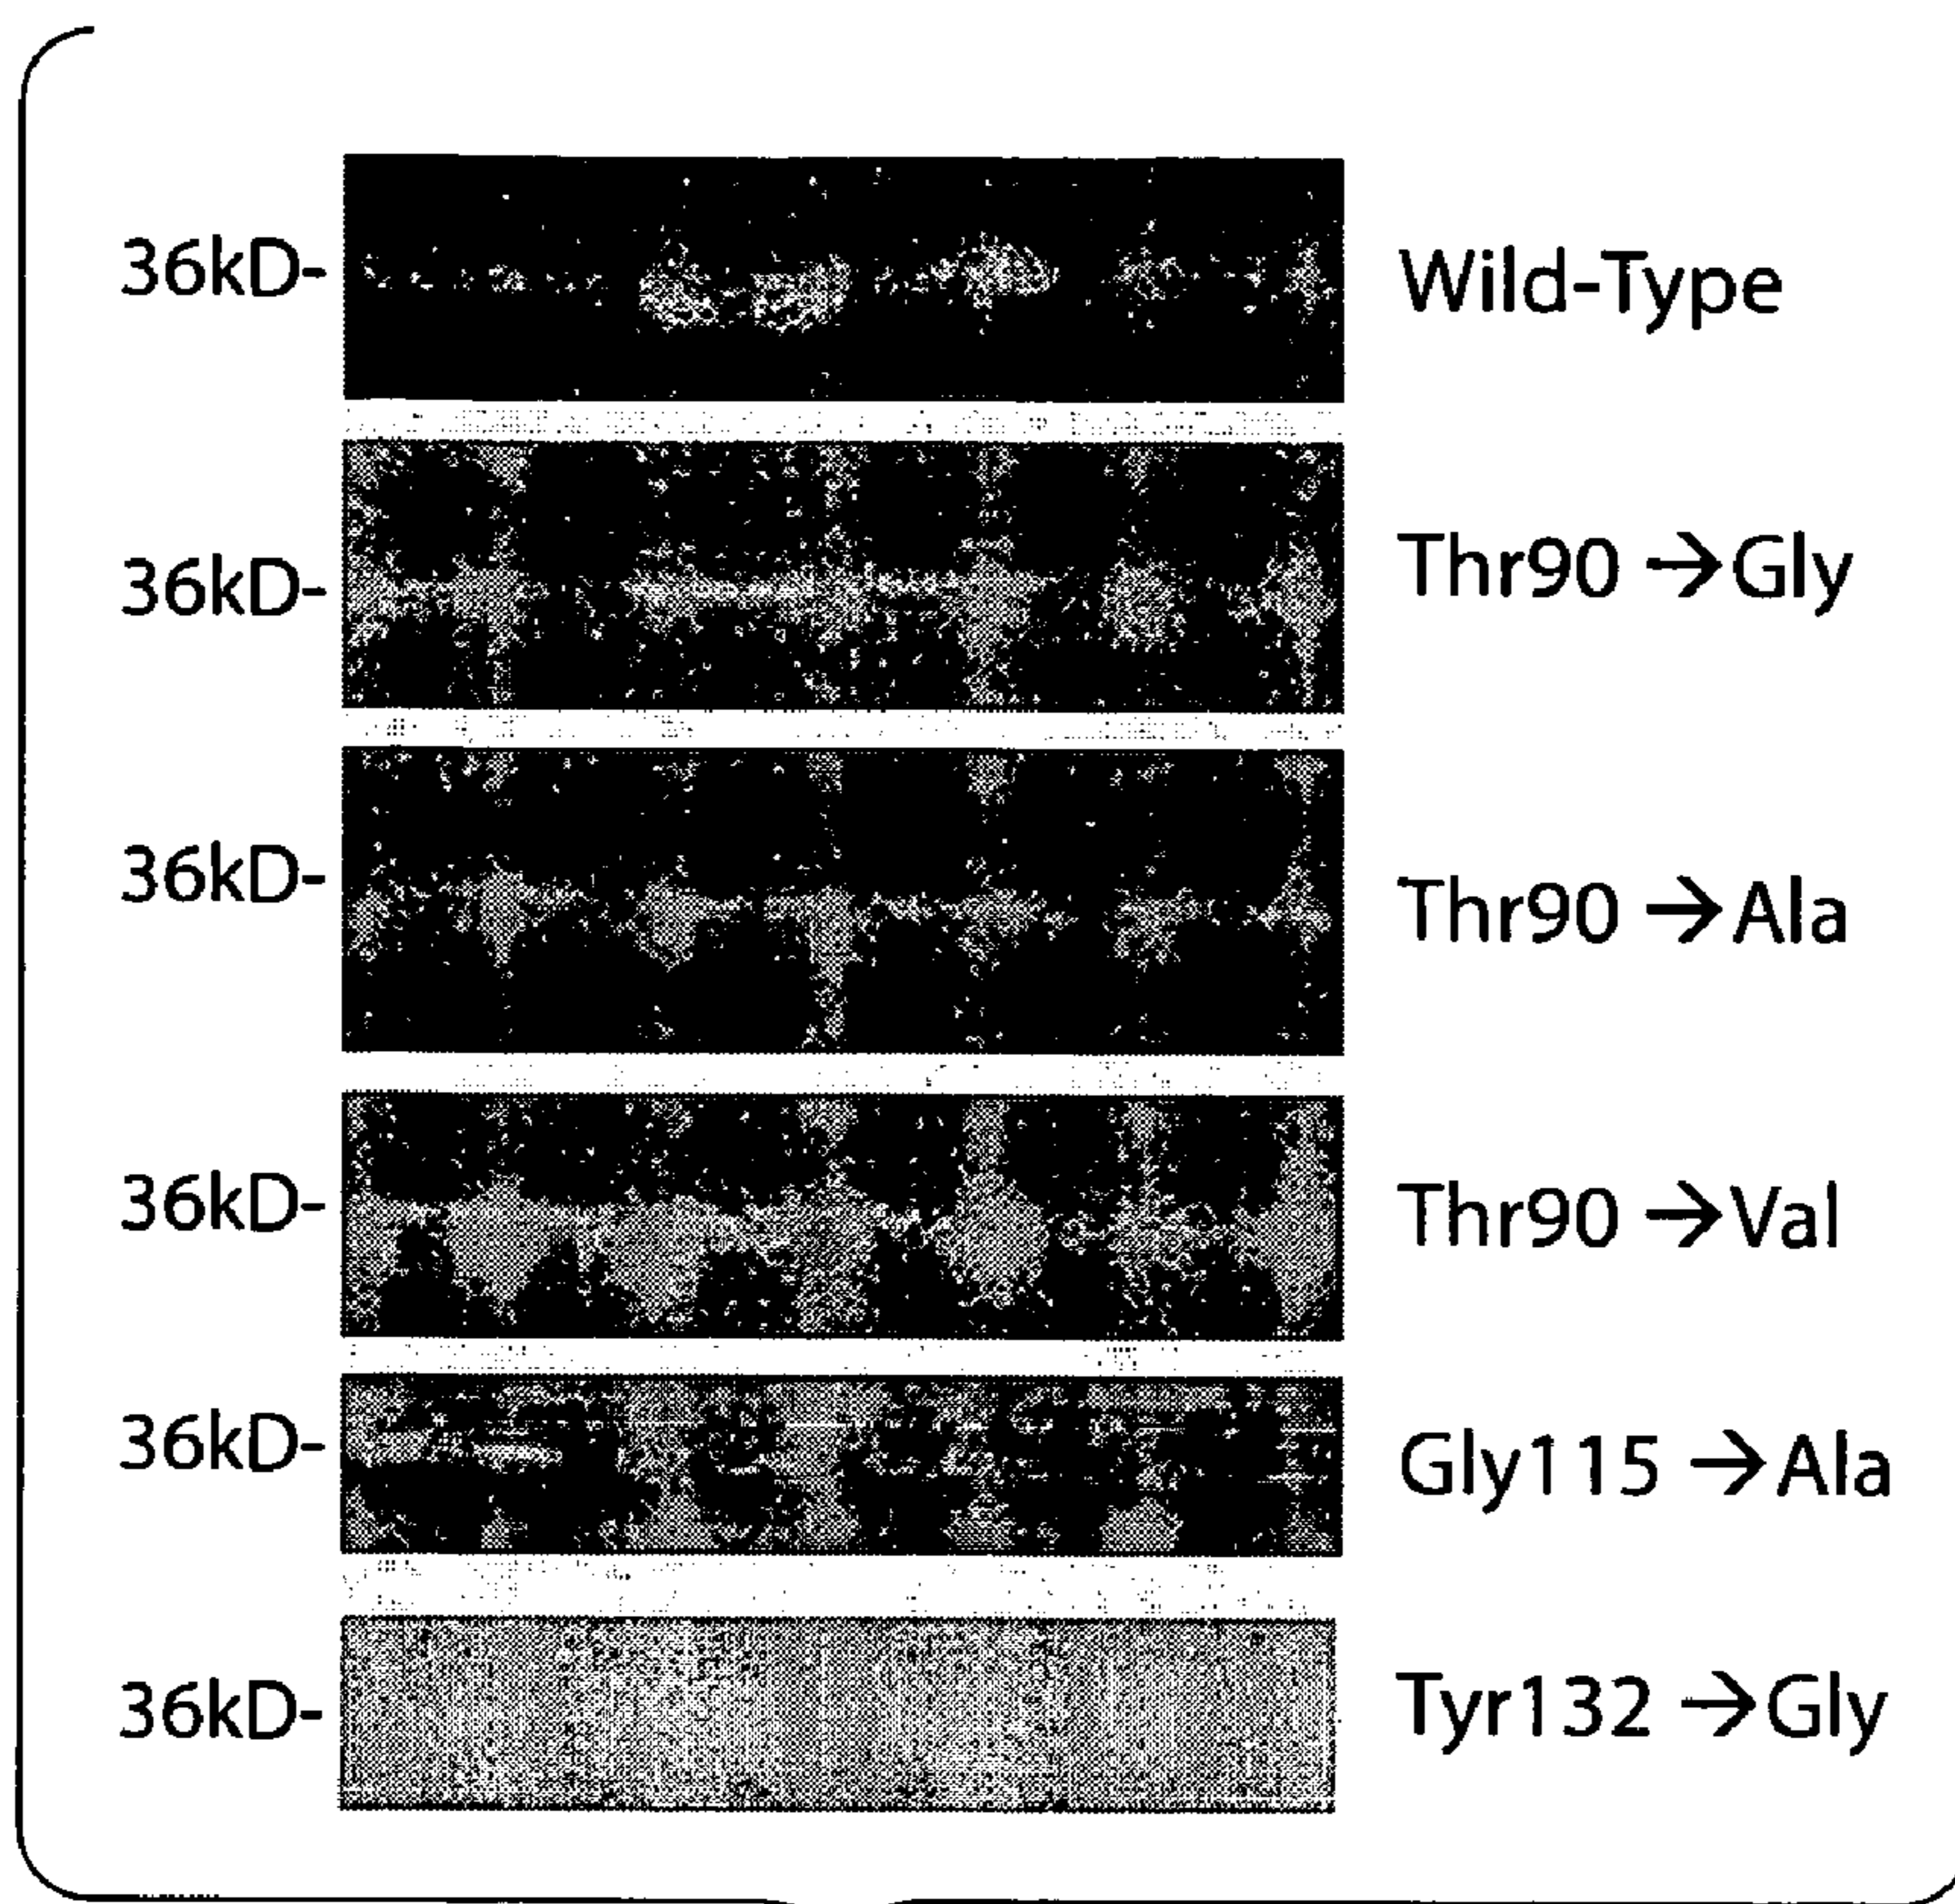 36kD- Wild-Type
36kD- Thr90 →Gly
36kD- Thr90 →Ala
36kD- Thr90 →Val
36kD- Gly115 →Ala
36kD- Tyr132 →Gly